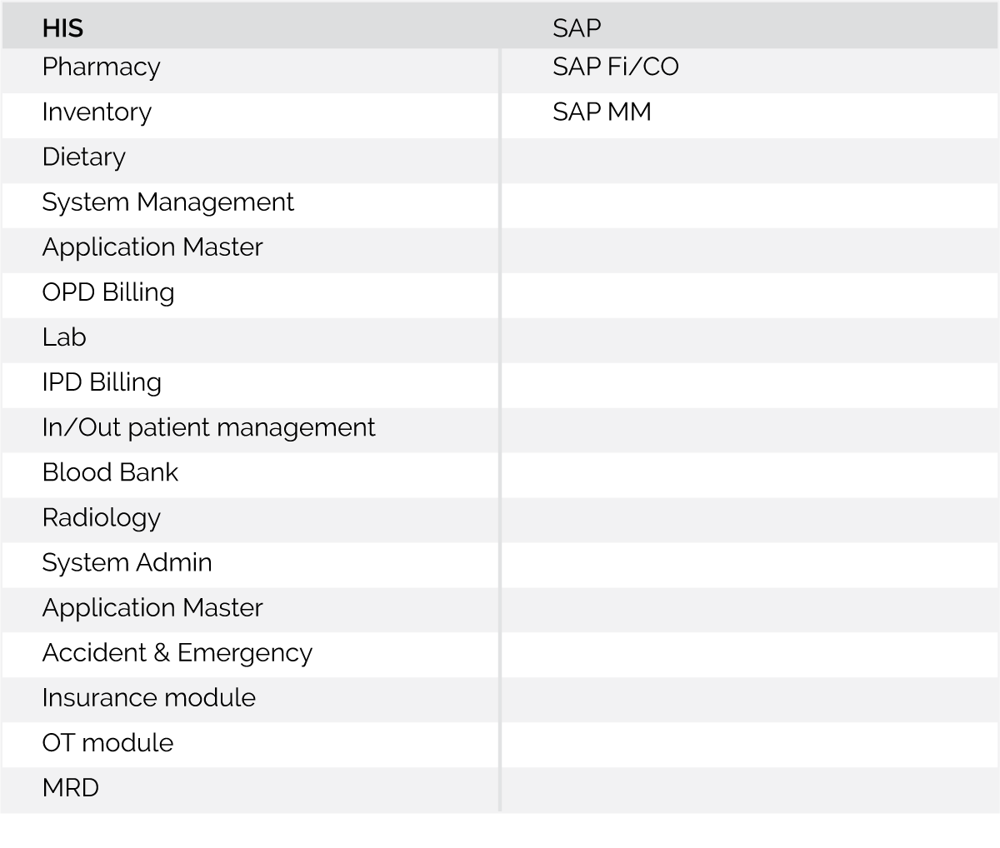 HIS SAP
Pharmacy SAP Fi/CO
Inventory SAP MM
Dietary
System Management
Application Master
OPD Billing
Lab
IPD Billing
In/Out patient management
Blood Bank
Radiology
System Admin
Application Master
Accident & Emergency
Insurance module
OT module
MRD